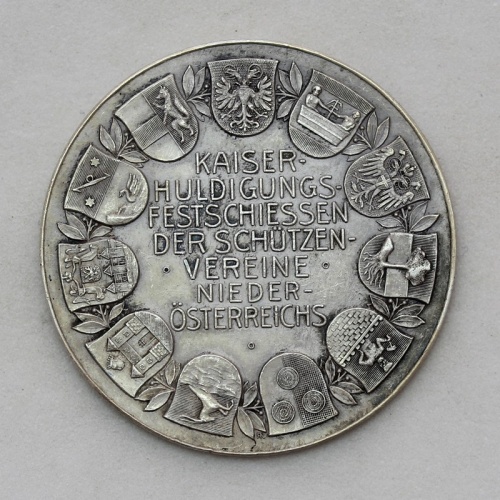 KAISER-
HULDIGUNGS-
FESTSCHIESSEN
DER SCHÜTZEN-
VEREINE
NIEDER-
ÖSTERREICHS